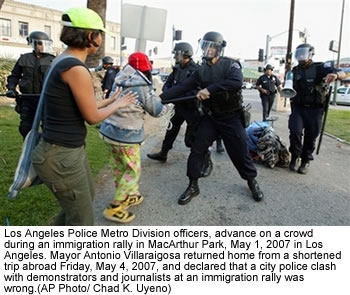 Los Angeles Police Metro Division officers, advance on a crowd
during an immigration rally in MacArthur Park, May 1, 2007 in Los
Angeles. Mayor Antonio Villaraigosa returned home from a shortened
trip abroad Friday, May 4, 2007, and declared that a city police clash
with demonstrators and journalists at an immigration rally was
wrong.(AP Photo/ Chad K. Uyeno)